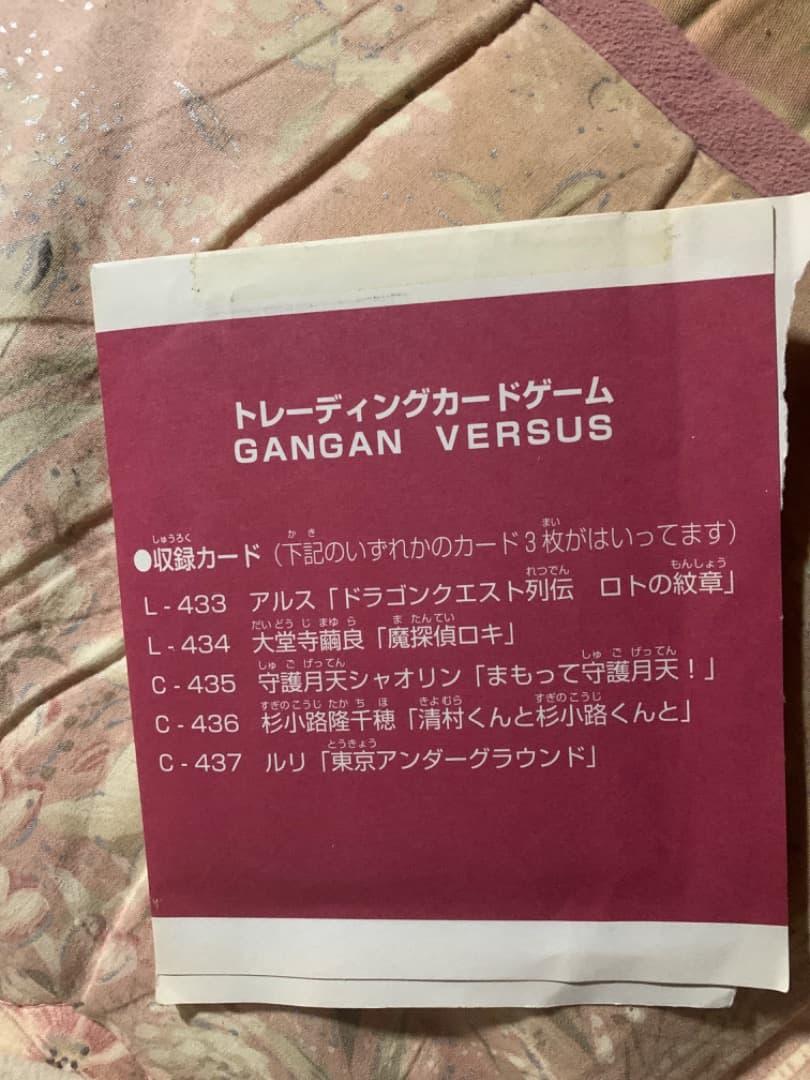 トレーディングカードゲーム
GANGAN VERSUS
●収録カード（下記のいずれかのカード3枚がはいってます）
L-433 アルス「ドラゴンクエスト列伝 ロトの紋章」
L-434 大堂寺繭良「魔探偵ロキ」
C-435 守護月天シャオリン「まもって守護月天！」
C-436 杉小路隆千穂「清村くんと杉小路くんと」
C-437 ルリ「東京アンダーグラウンド」